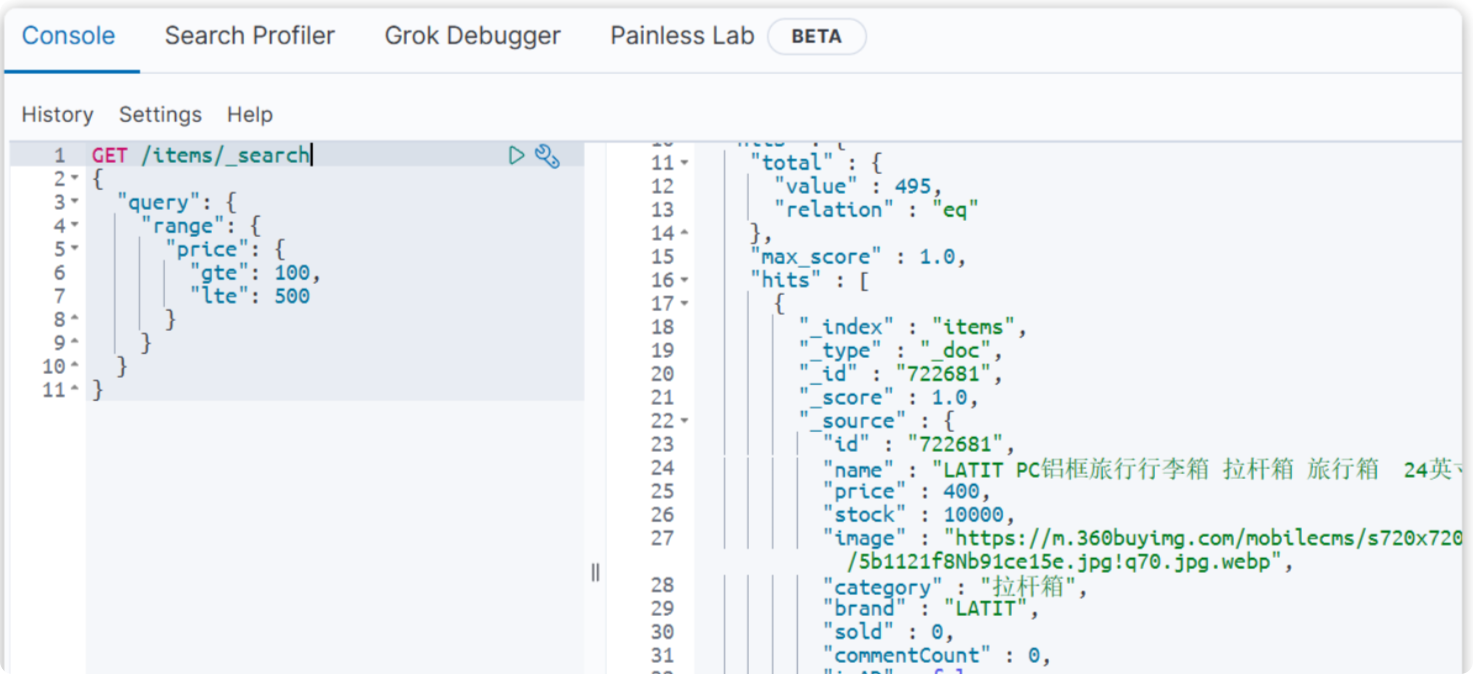 Console Search Profiler Grok Debugger Painless Lab BETA
History Settings Help
1 GET /items/_search
2 {
3 "query": {
4 "range": {
5 "price": {
6 "gte": 100,
7 "lte": 500
8 }
9 }
10 }
11 }
11 "total" : {
12 "value" : 495,
13 "relation" : "eq"
14 },
15 "max_score" : 1.0,
16 "hits" : [
17 {
18 "_index" : "items",
19 "_type" : "_doc",
20 "_id" : "722681",
21 "_score" : 1.0,
22 "_source" : {
23 "id" : "722681",
24 "name" : "LATIT PC铝框旅行行李箱 拉杆箱 旅行箱 24英
25 "price" : 400,
26 "stock" : 10000,
27 "image" : "https://m.360buyimg.com/mobilecms/s720x720
/5b1121f8Nb91ce15e.jpg!q70.jpg.webp",
28 "category" : "拉杆箱",
29 "brand" : "LATIT",
30 "sold" : 0,
31 "commentCount" : 0,